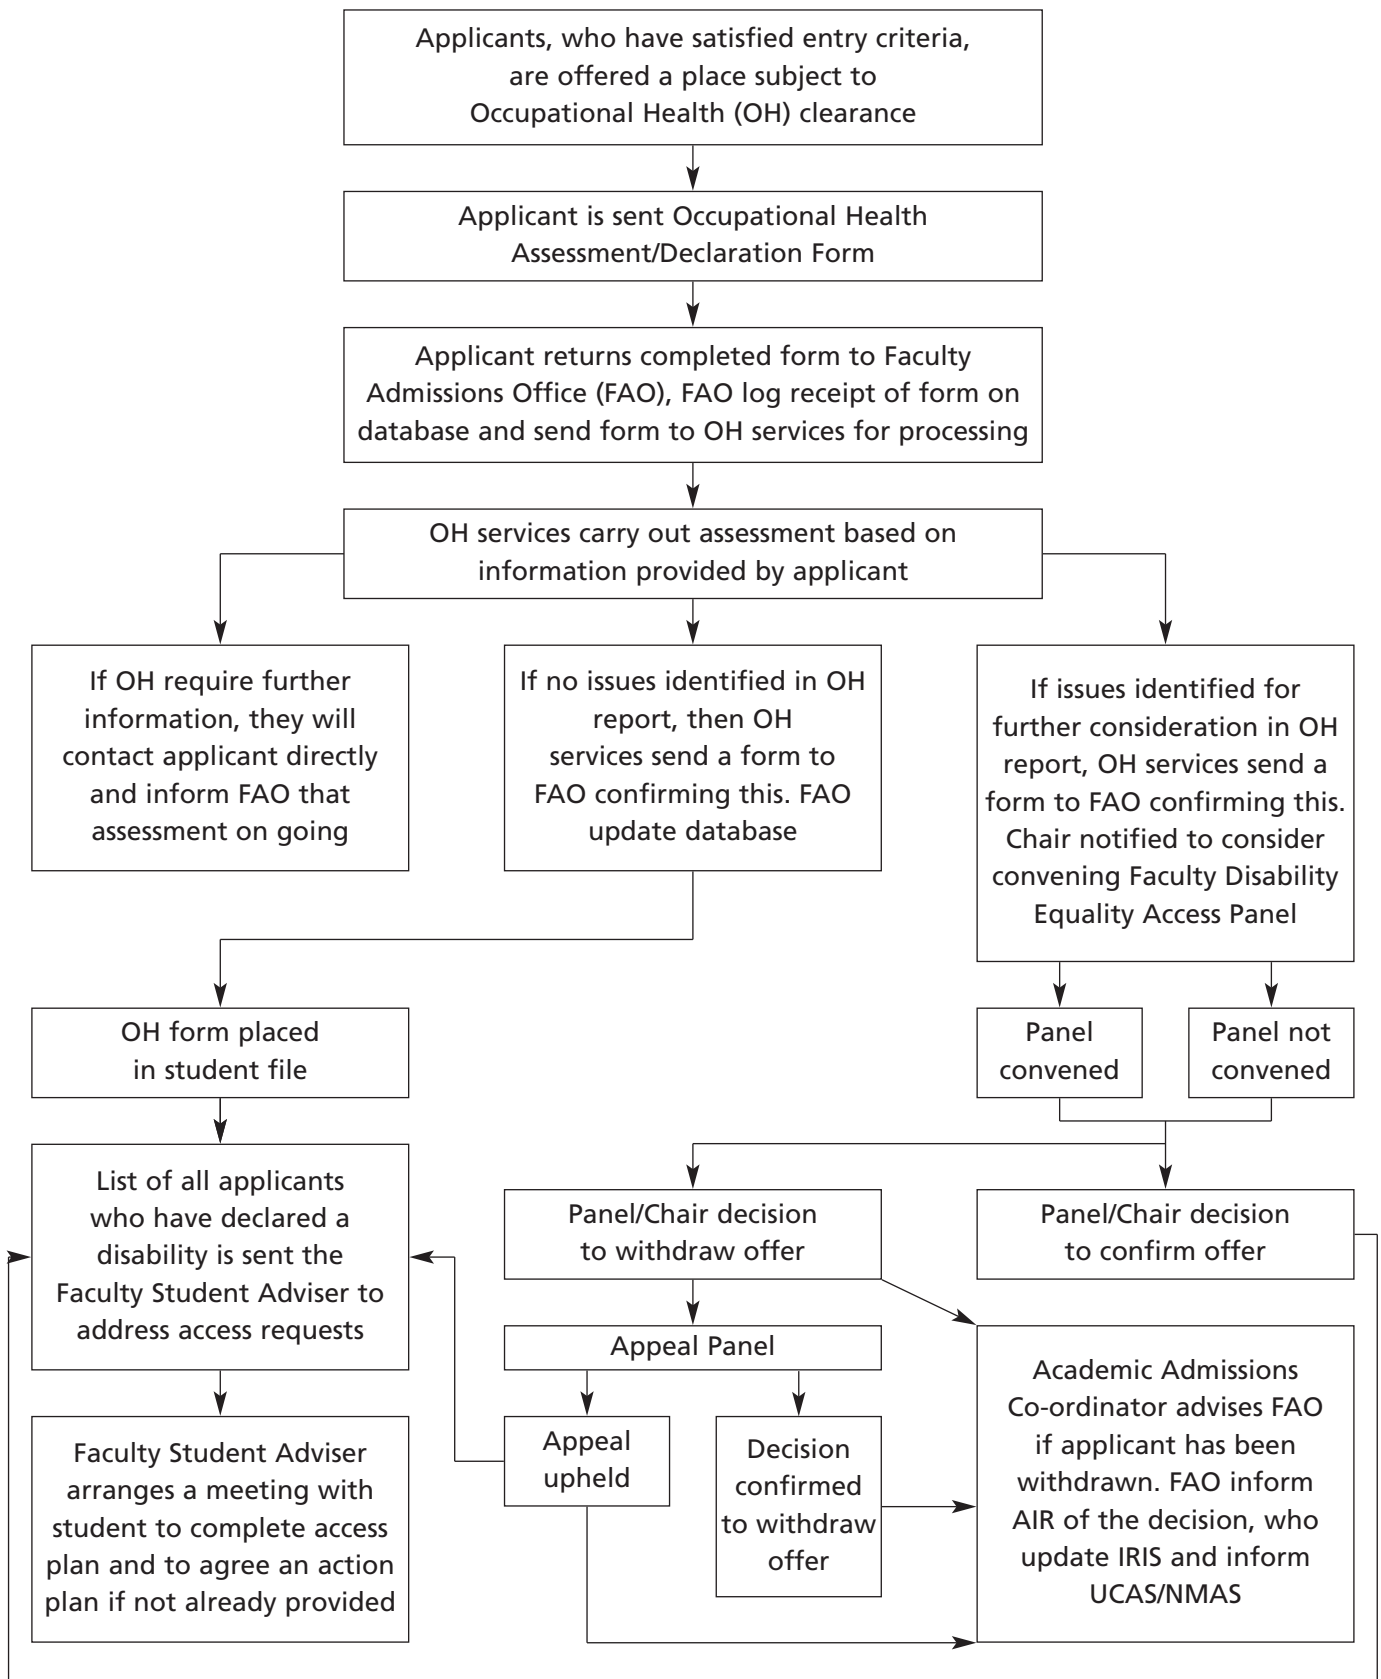 Applicants, who have satisfied entry criteria,
are offered a place subject to
Occupational Health (OH) clearance
Applicant is sent Occupational Health
Assessment/Declaration Form
Applicant returns completed form to Faculty
Admissions Office (FAO), FAO log receipt of form on
database and send form to OH services for processing
OH services carry out assessment based on
information provided by applicant
If OH require further
information, they will
contact applicant directly
and inform FAO that
assessment on going
If no issues identified in OH
report, then OH
services send a form to
FAO confirming this. FAO
update database
If issues identified for
further consideration in OH
report, OH services send a
form to FAO confirming this.
Chair notified to consider
convening Faculty Disability
Equality Access Panel
OH form placed
in student file
Panel
convened
Panel not
convened
List of all applicants
who have declared a
disability is sent the
Faculty Student Adviser to
address access requests
Panel/Chair decision
to withdraw offer
Panel/Chair decision
to confirm offer
Appeal Panel
Faculty Student Adviser
arranges a meeting with
student to complete access
plan and to agree an action
plan if not already provided
Appeal
upheld
Decision
confirmed
to withdraw
offer
Academic Admissions
Co-ordinator advises FAO
if applicant has been
withdrawn. FAO inform
AIR of the decision, who
update IRIS and inform
UCAS/NMAS